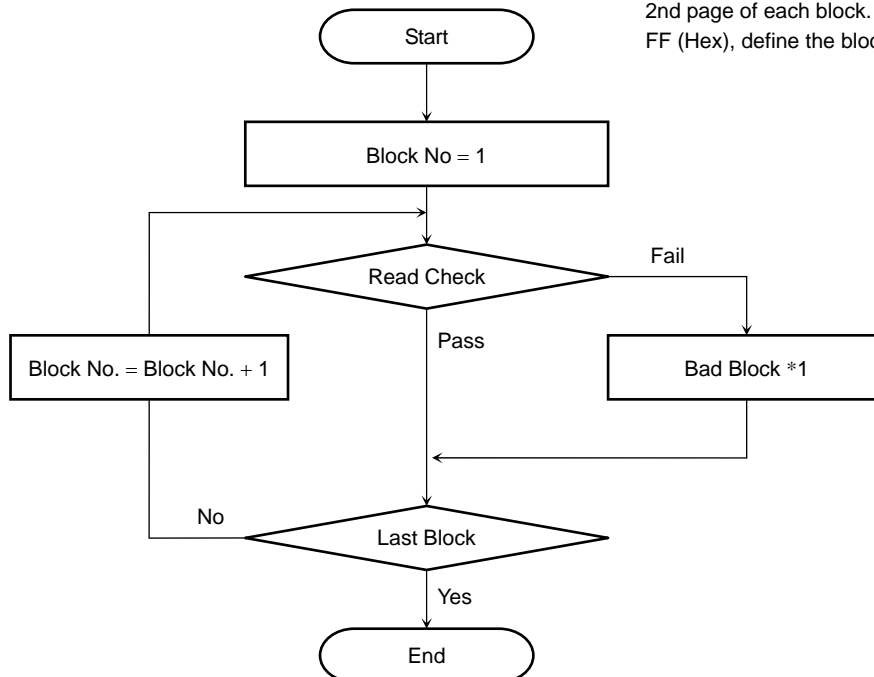 2nd page of each block.
FF (Hex), define the bloc
Start
Block No = 1
Read Check
Fail
Pass
Block No. = Block No. + 1
Bad Block *1
No
Last Block
Yes
End